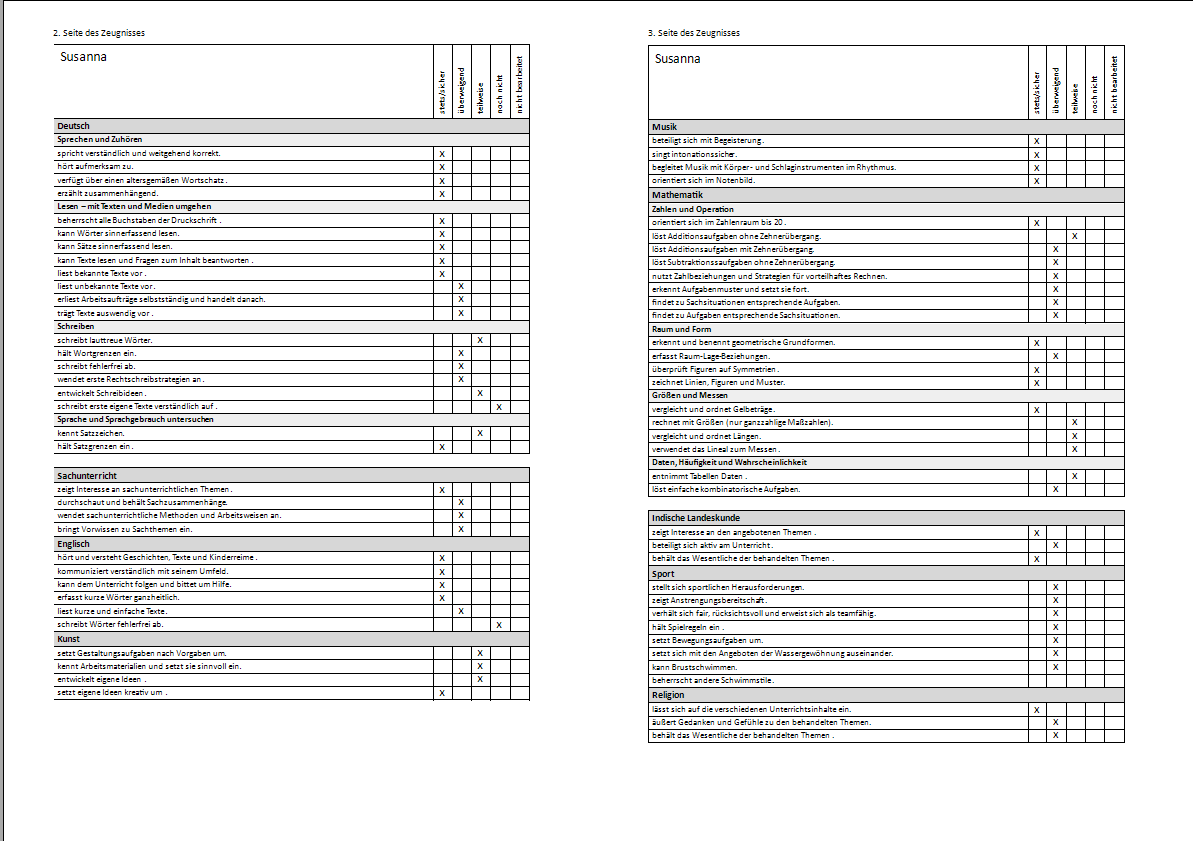 2. Seite des Zeugnisses
Susanna
stets/sicher
überweigend
teilweise
noch nicht
nicht bearbeitet
Deutsch
Sprechen und Zuhören
spricht verständlich und weitgehend korrekt. X
hört aufmerksam zu. X
verfügt über einen altersgemäßen Wortschatz. X
erzählt zusammenhängend. X
Lesen – mit Texten und Medien umgehen
beherrscht alle Buchstaben der Druckschrift . X
kann Wörter sinnerfassend lesen. X
kann Sätze sinnerfassend lesen. X
kann Texte lesen und Fragen zum Inhalt beantworten . X
liest bekannte Texte vor . X
liest unbekannte Texte vor . X
erliest Arbeitsaufträge selbstständig und handelt danach. X
trägt Texte auswendig vor . X
Schreiben
schreibt lauttreue Wörter. X
hält Wortgrenzen ein. X
schreibt fehlerfrei ab. X
wendet erste Rechtschreibstrategien an . X
entwickelt Schreibideen . X
schreibt erste eigene Texte verständlich auf . X
Sprache und Sprachgebrauch untersuchen
kennt Satzzeichen. X
hält Satzgrenzen ein . X
Sachunterricht
zeigt Interesse an sachunterrichtlichen Themen . X
durchschaut und behält Sachzusammenhänge. X
wendet sachunterrichtliche Methoden und Arbeitsweisen an. X
bringt Vorwissen zu Sachthemen ein. X
Englisch
hört und versteht Geschichten, Texte und Kinderreime . X
kommuniziert verständlich mit seinem Umfeld. X
kann dem Unterricht folgen und bittet um Hilfe. X
erfasst kurze Wörter ganzheitlich. X
liest kurze und einfache Texte. X
schreibt Wörter fehlerfrei ab. X
Kunst
setzt Gestaltungsaufgaben nach Vorgaben um. X
kennt Arbeitsmaterialien und setzt sie sinnvoll ein. X
entwickelt eigene Ideen . X
setzt eigene Ideen kreativ um . X
3. Seite des Zeugnisses
Susanna
stets/sicher
überweigend
teilweise
noch nicht
nicht bearbeitet
Musik
beteiligt sich mit Begeisterung. X
singt intonationssicher. X
begleitet Musik mit Körper- und Schlaginstrumenten im Rhythmus. X
orientiert sich im Notenbild. X
Mathematik
Zahlen und Operation
orientiert sich im Zahlenraum bis 20. X
löst Additionsaufgaben ohne Zehnerübergang. X
löst Additionsaufgaben mit Zehnerübergang. X
löst Subtraktionssaufgaben ohne Zehnerübergang. X
nutzt Zahlbeziehungen und Strategien für vorteilhaftes Rechnen. X
erkennt Aufgabenmuster und setzt sie fort. X
findet zu Sachsituationen entsprechende Aufgaben. X
findet zu Aufgaben entsprechende Sachsituationen. X
Raum und Form
erkennt und benennt geometrische Grundformen. X
erfasst Raum-Lage-Beziehungen. X
überprüft Figuren auf Symmetrien . X
zeichnet Linien, Figuren und Muster. X
Größen und Messen
vergleicht und ordnet Gelbeträge. X
rechnet mit Größen (nur ganzzahlige Maßzahlen). X
vergleicht und ordnet Längen. X
verwendet das Lineal zum Messen . X
Daten, Häufigkeit und Wahrscheinlichkeit
entnimmt Tabellen Daten . X
löst einfache kombinatorische Aufgaben. X
Indische Landeskunde
zeigt Interesse an den angebotenen Themen . X
beteiligt sich aktiv am Unterricht . X
behält das Wesentliche der behandelten Themen . X
Sport
stellt sich sportlichen Herausforderungen. X
zeigt Anstrengungsbereitschaft . X
verhält sich fair, rücksichtsvoll und erweist sich als teamfähig. X
hält Spielregeln ein . X
setzt Bewegungsaufgaben um. X
setzt sich mit den Angeboten der Wassergewöhnung auseinander. X
kann Brustschwimmen. X
beherrscht andere Schwimmstile .
Religion
lässt sich auf die verschiedenen Unterrichtsinhalte ein. X
äußert Gedanken und Gefühle zu den behandelten Themen. X
behält das Wesentliche der behandelten Themen . X